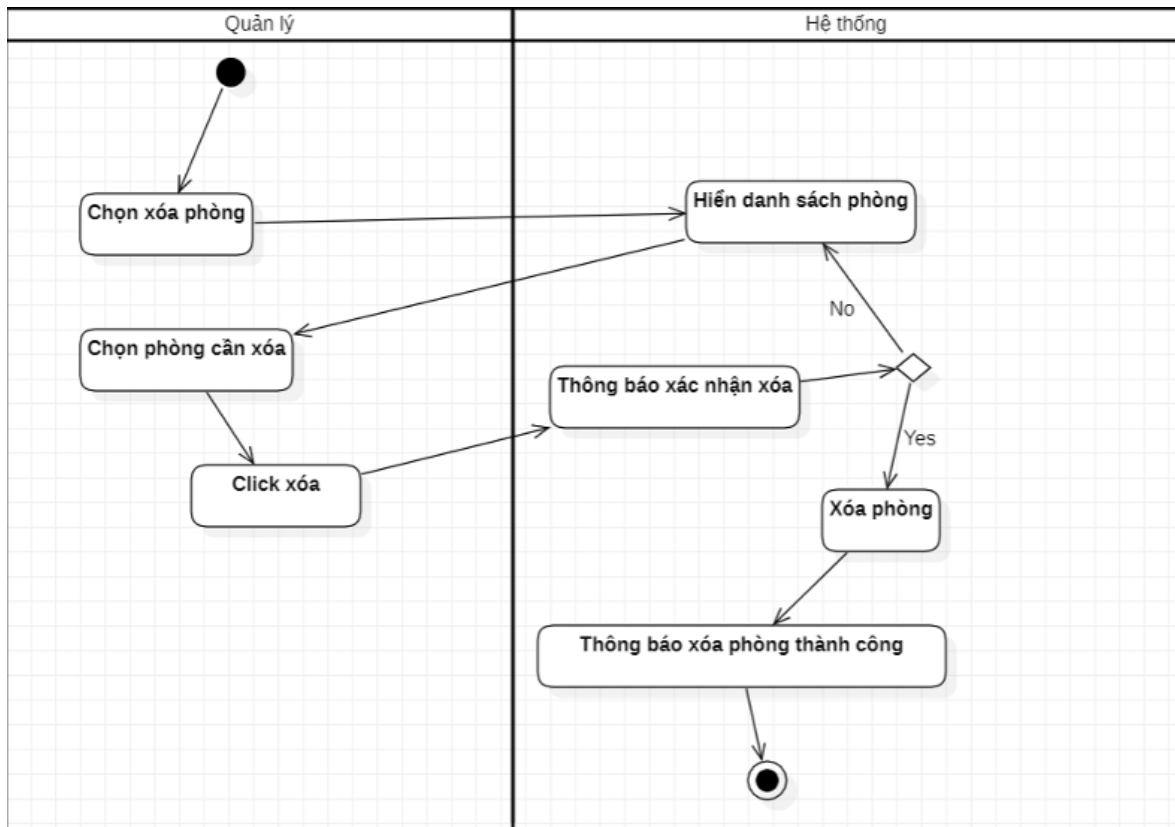 Quản lý
Hệ thống
Chọn xóa phòng
Hiển danh sách phòng
Chọn phòng cần xóa
No
Thông báo xác nhận xóa
Yes
Click xóa
Xóa phòng
Thông báo xóa phòng thành công